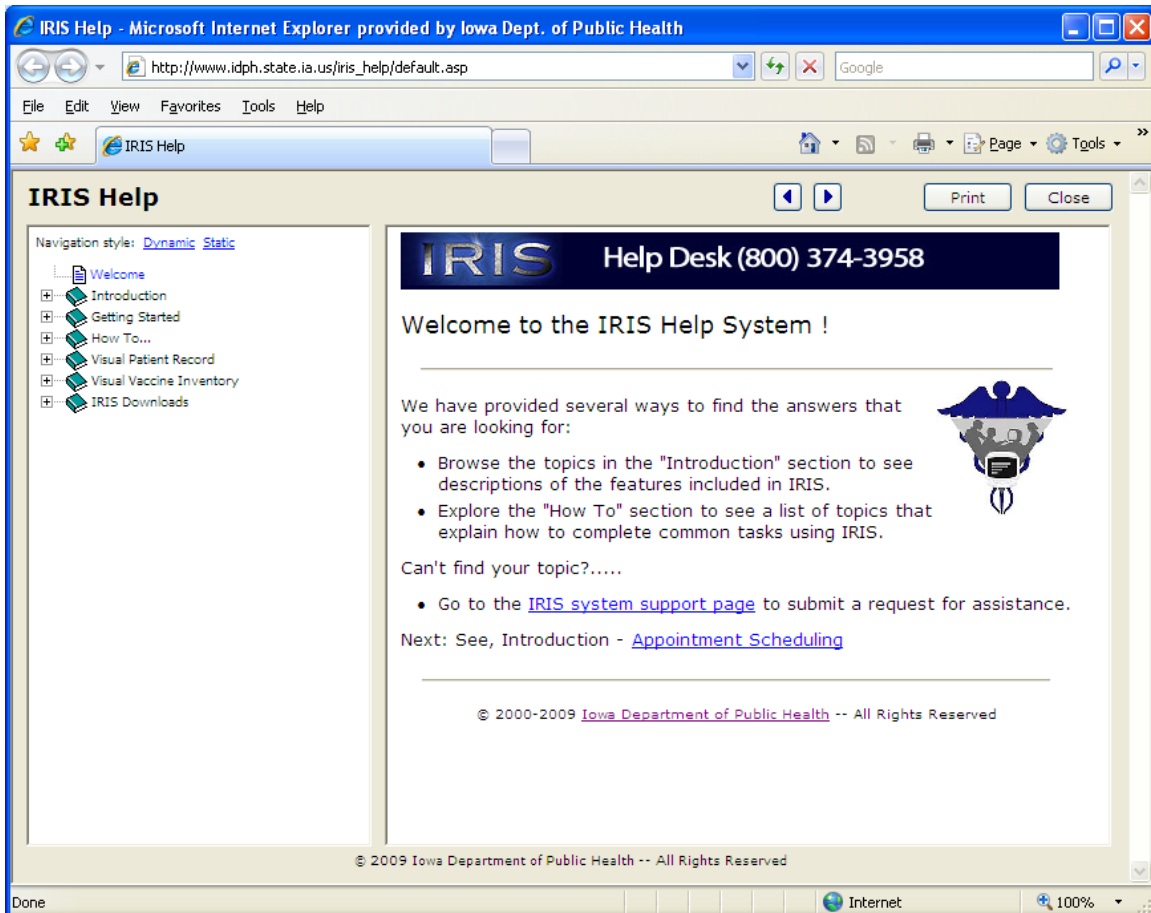 IRIS Help - Microsoft Internet Explorer provided by Iowa Dept. of Public Health
http://www.idph.state.ia.us/iris_help/default.asp
Google
File Edit View Favorites Tools Help
IRIS Help
Page Tools »
IRIS Help
Print Close
Navigation style: Dynamic Static
Welcome
Introduction
Getting Started
How To...
Visual Patient Record
Visual Vaccine Inventory
IRIS Downloads
IRIS Help Desk (800) 374-3958
Welcome to the IRIS Help System !
We have provided several ways to find the answers that
you are looking for:
• Browse the topics in the "Introduction" section to see
descriptions of the features included in IRIS.
• Explore the "How To" section to see a list of topics that
explain how to complete common tasks using IRIS.
Can't find your topic?.....
• Go to the IRIS system support page to submit a request for assistance.
Next: See, Introduction - Appointment Scheduling
© 2000-2009 Iowa Department of Public Health -- All Rights Reserved
© 2009 Iowa Department of Public Health -- All Rights Reserved
Done
Internet
100%